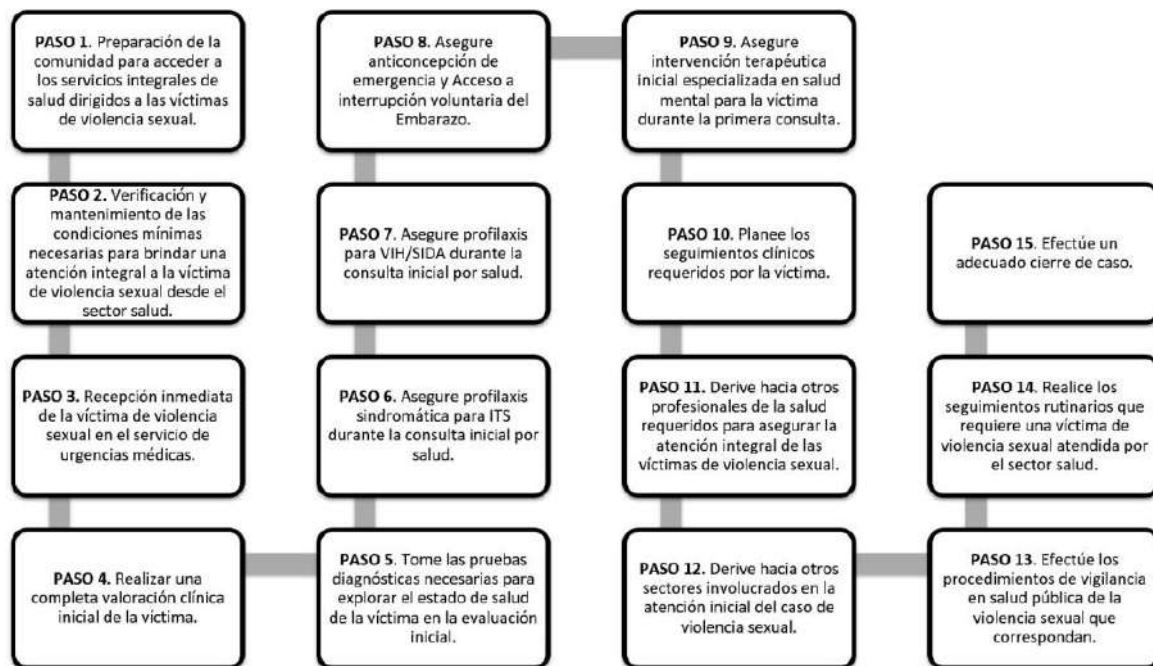 PASO 1. Preparación de la
comunidad para acceder a
los servicios integrales de
salud dirigidos a las víctimas
de violencia sexual.
PASO 2. Verificación y
mantenimiento de las
condiciones mínimas
necesarias para brindar una
atención integral a la víctima
de violencia sexual desde el
sector salud.
PASO 3. Recepción inmediata
de la víctima de violencia
sexual en el servicio de
urgencias médicas.
PASO 4. Realizar una
completa valoración clínica
inicial de la víctima.
PASO 5. Tome las pruebas
diagnósticas necesarias para
explorar el estado de salud
de la víctima en la evaluación
inicial.
PASO 6. Asegure profilaxis
sindromática para ITS
durante la consulta inicial por
salud.
PASO 7. Asegure profilaxis
para VIH/SIDA durante la
consulta inicial por salud.
PASO 8. Asegure
anticoncepción de
emergencia y Acceso a
interrupción voluntaria del
Embarazo.
PASO 9. Asegure
intervención terapéutica
inicial especializada en salud
mental para la víctima
durante la primera consulta.
PASO 10. Planee los
seguimientos clínicos
requeridos por la víctima.
PASO 11. Derive hacia otros
profesionales de la salud
requeridos para asegurar la
atención integral de las
víctimas de violencia sexual.
PASO 12. Derive hacia otros
sectores involucrados en la
atención inicial del caso de
violencia sexual.
PASO 13. Efectúe los
procedimientos de vigilancia
en salud pública de la
violencia sexual que
correspondan.
PASO 14. Realice los
seguimientos rutinarios que
requiere una víctima de
violencia sexual atendida por
el sector salud.
PASO 15. Efectúe un
adecuado cierre de caso.